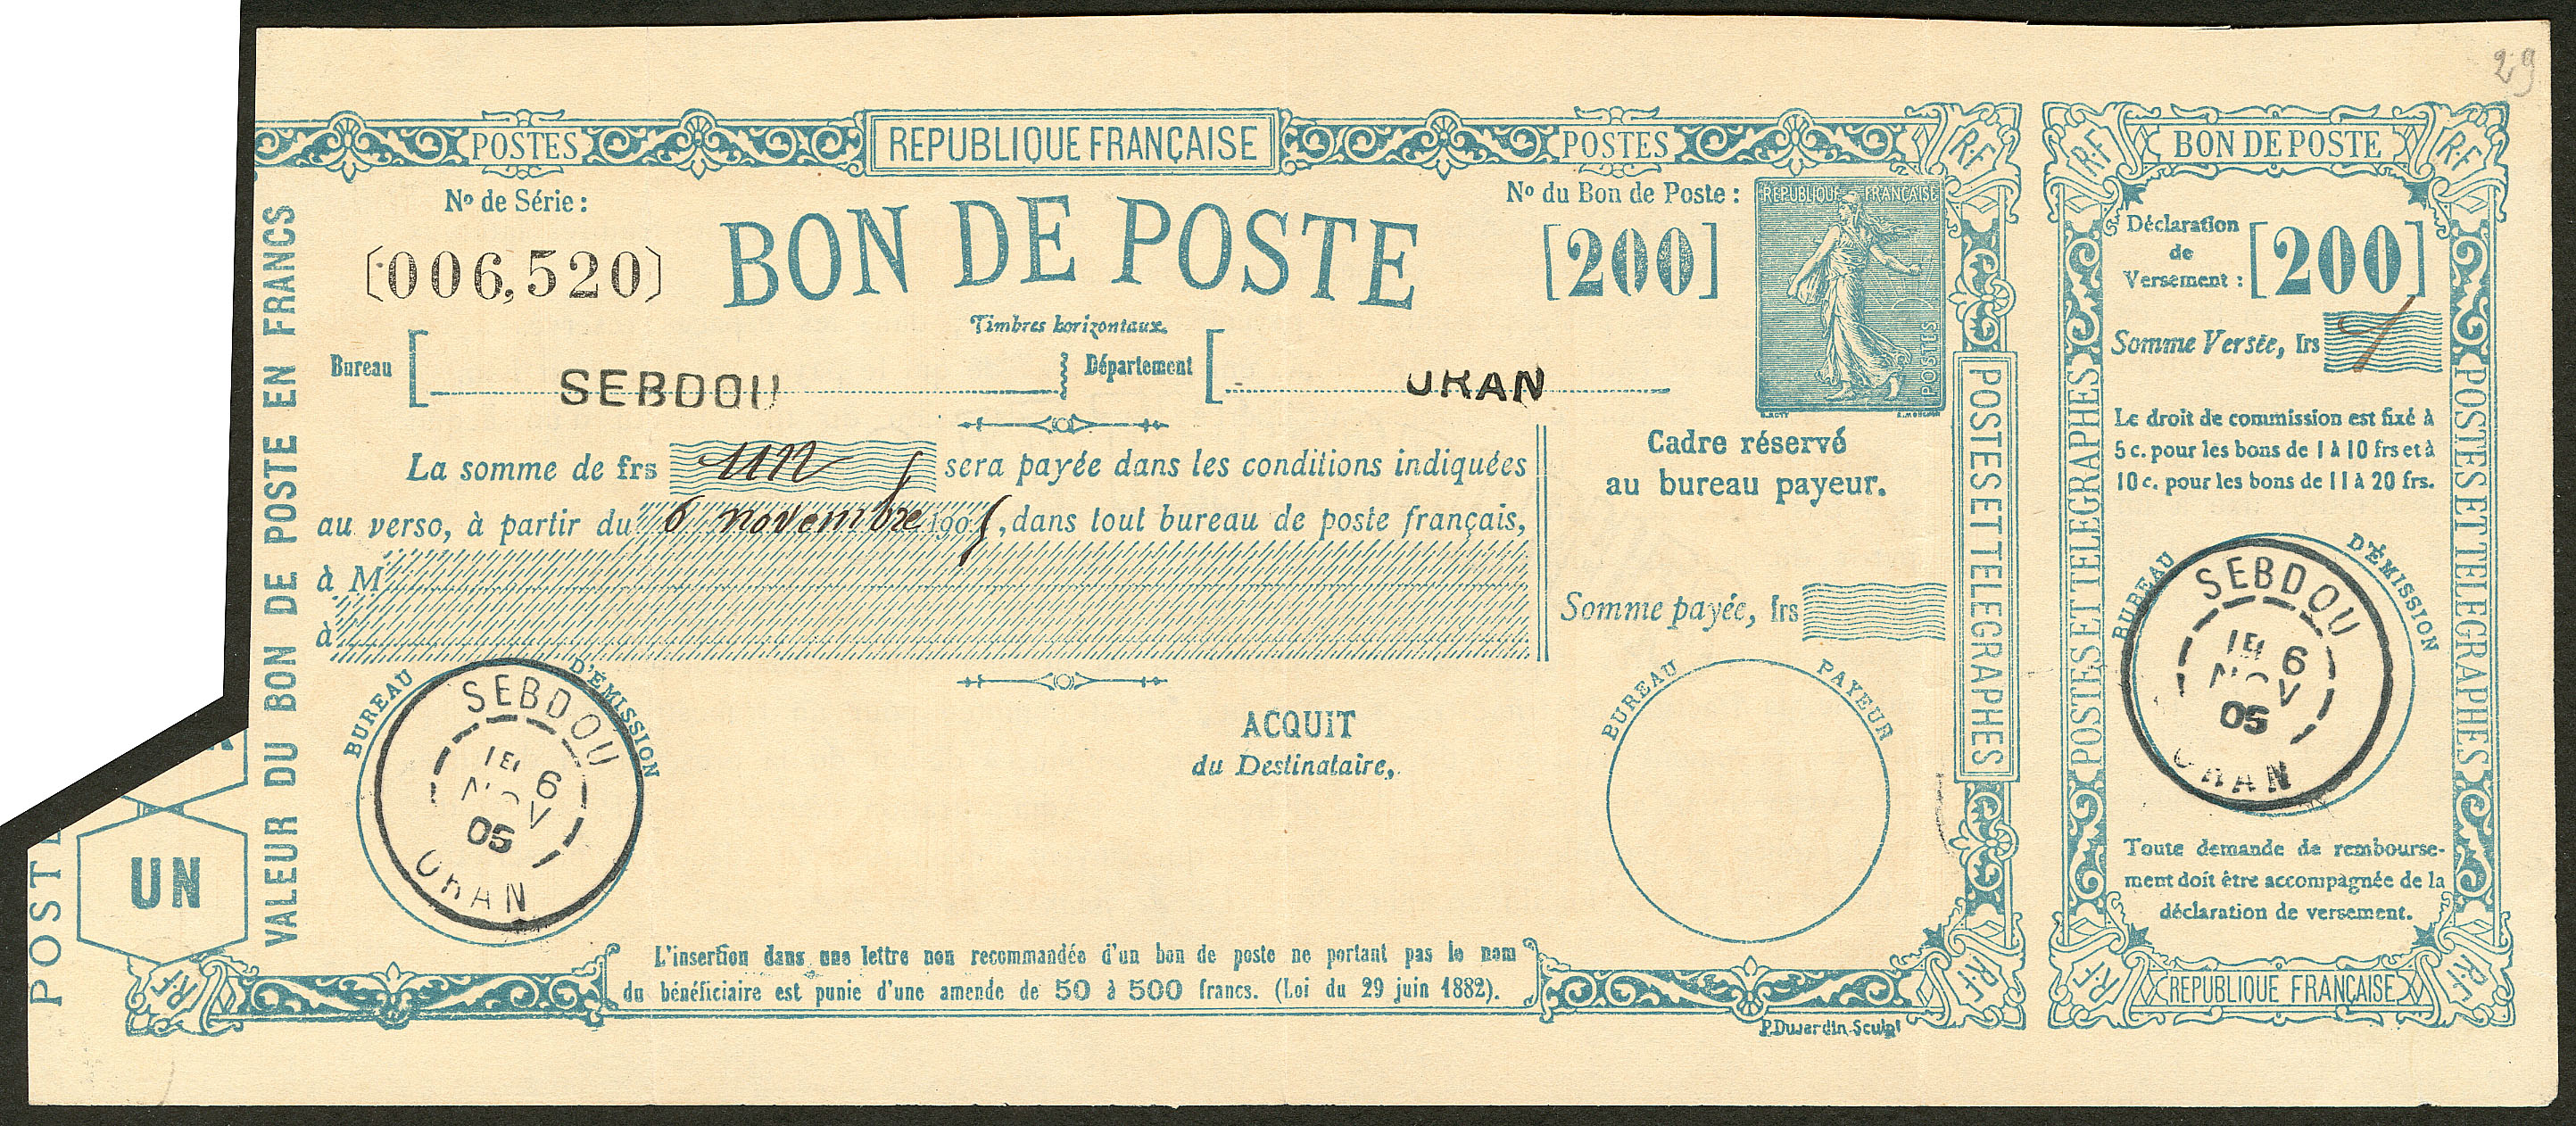 29
POSTES REPUBLIQUE FRANÇAISE POSTES
BON DE POSTE
R.F
R.F
R.F
VALEUR DU BON DE POSTE EN FRANCS
POSTE
UN
R.F
N° de Série :
(006,520)
BON DE POSTE
N° du Bon de Poste :
[200]
REPUBLIQUE FRANÇAISE
POSTES
Timbres horizontaux.
Bureau [ SEBDOU
Département [ ORAN
La somme de frs un sera payée dans les conditions indiquées
au verso, à partir du 6 novembre 1905, dans tout bureau de poste français,
à M
à
BUREAU D'ÉMISSION
SEBDOU
6
NOV
05
ORAN
ACQUIT
du Destinataire,
Cadre réservé
au bureau payeur.
Somme payée, frs
BUREAU PAYEUR
POSTES ET TELEGRAPHES
L'insertion dans une lettre non recommandée d'un bon de poste ne portant pas le nom
du bénéficiaire est punie d'une amende de 50 à 500 francs. (Loi du 29 juin 1882).
R.F
P. Dujardin Sculpt
POSTES ET TELEGRAPHES
Déclaration
de
Versement :
[200]
Somme Versée, frs 1
Le droit de commission est fixé à
5 c. pour les bons de 1 à 10 frs et à
10 c. pour les bons de 11 à 20 frs.
BUREAU D'ÉMISSION
SEBDOU
6
NOV
05
ORAN
Toute demande de rembourse-
ment doit être accompagnée de la
déclaration de versement.
POSTES ET TELEGRAPHES
R.F
REPUBLIQUE FRANÇAISE
R.F